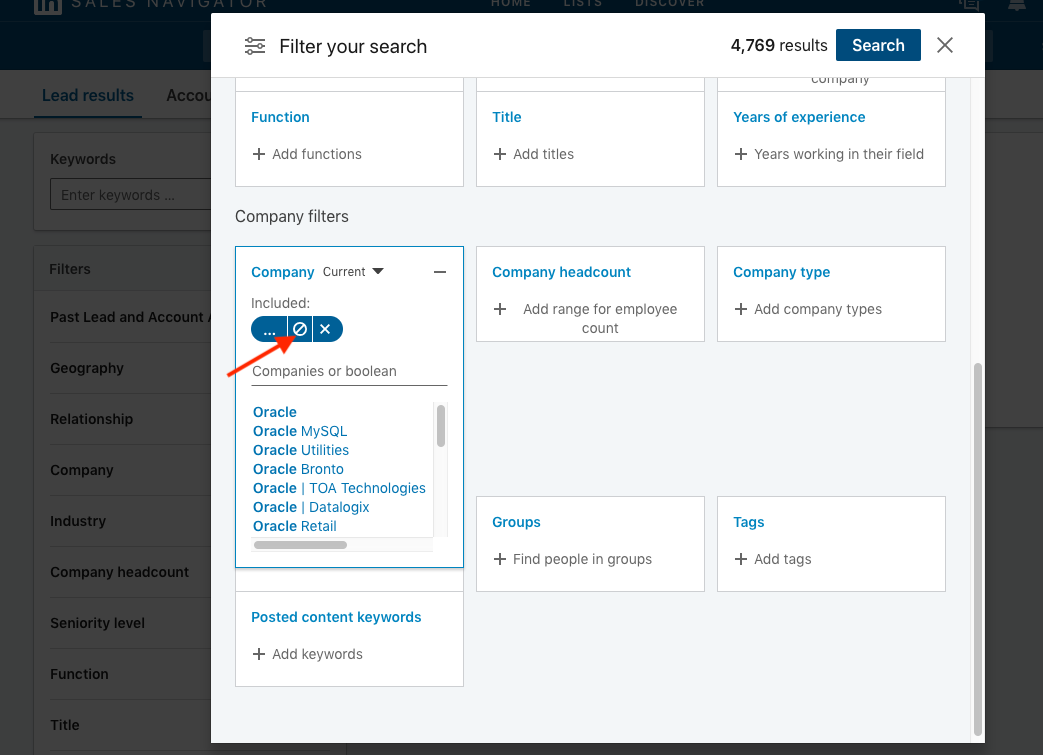 SALES NAVIGATOR
HOME LISTS DISCOVER
Filter your search
4,769 results
Search
Lead results
Accou
company
Keywords
Enter keywords ...
Filters
Past Lead and Account A
Geography
Relationship
Company
Industry
Company headcount
Seniority level
Function
Title
Function
+ Add functions
Title
+ Add titles
Years of experience
+ Years working in their field
Company filters
Company Current
Included:
...
Companies or boolean
Oracle
Oracle MySQL
Oracle Utilities
Oracle Bronto
Oracle | TOA Technologies
Oracle | Datalogix
Oracle Retail
Company headcount
+ Add range for employee
count
Company type
+ Add company types
Groups
+ Find people in groups
Tags
+ Add tags
Posted content keywords
+ Add keywords